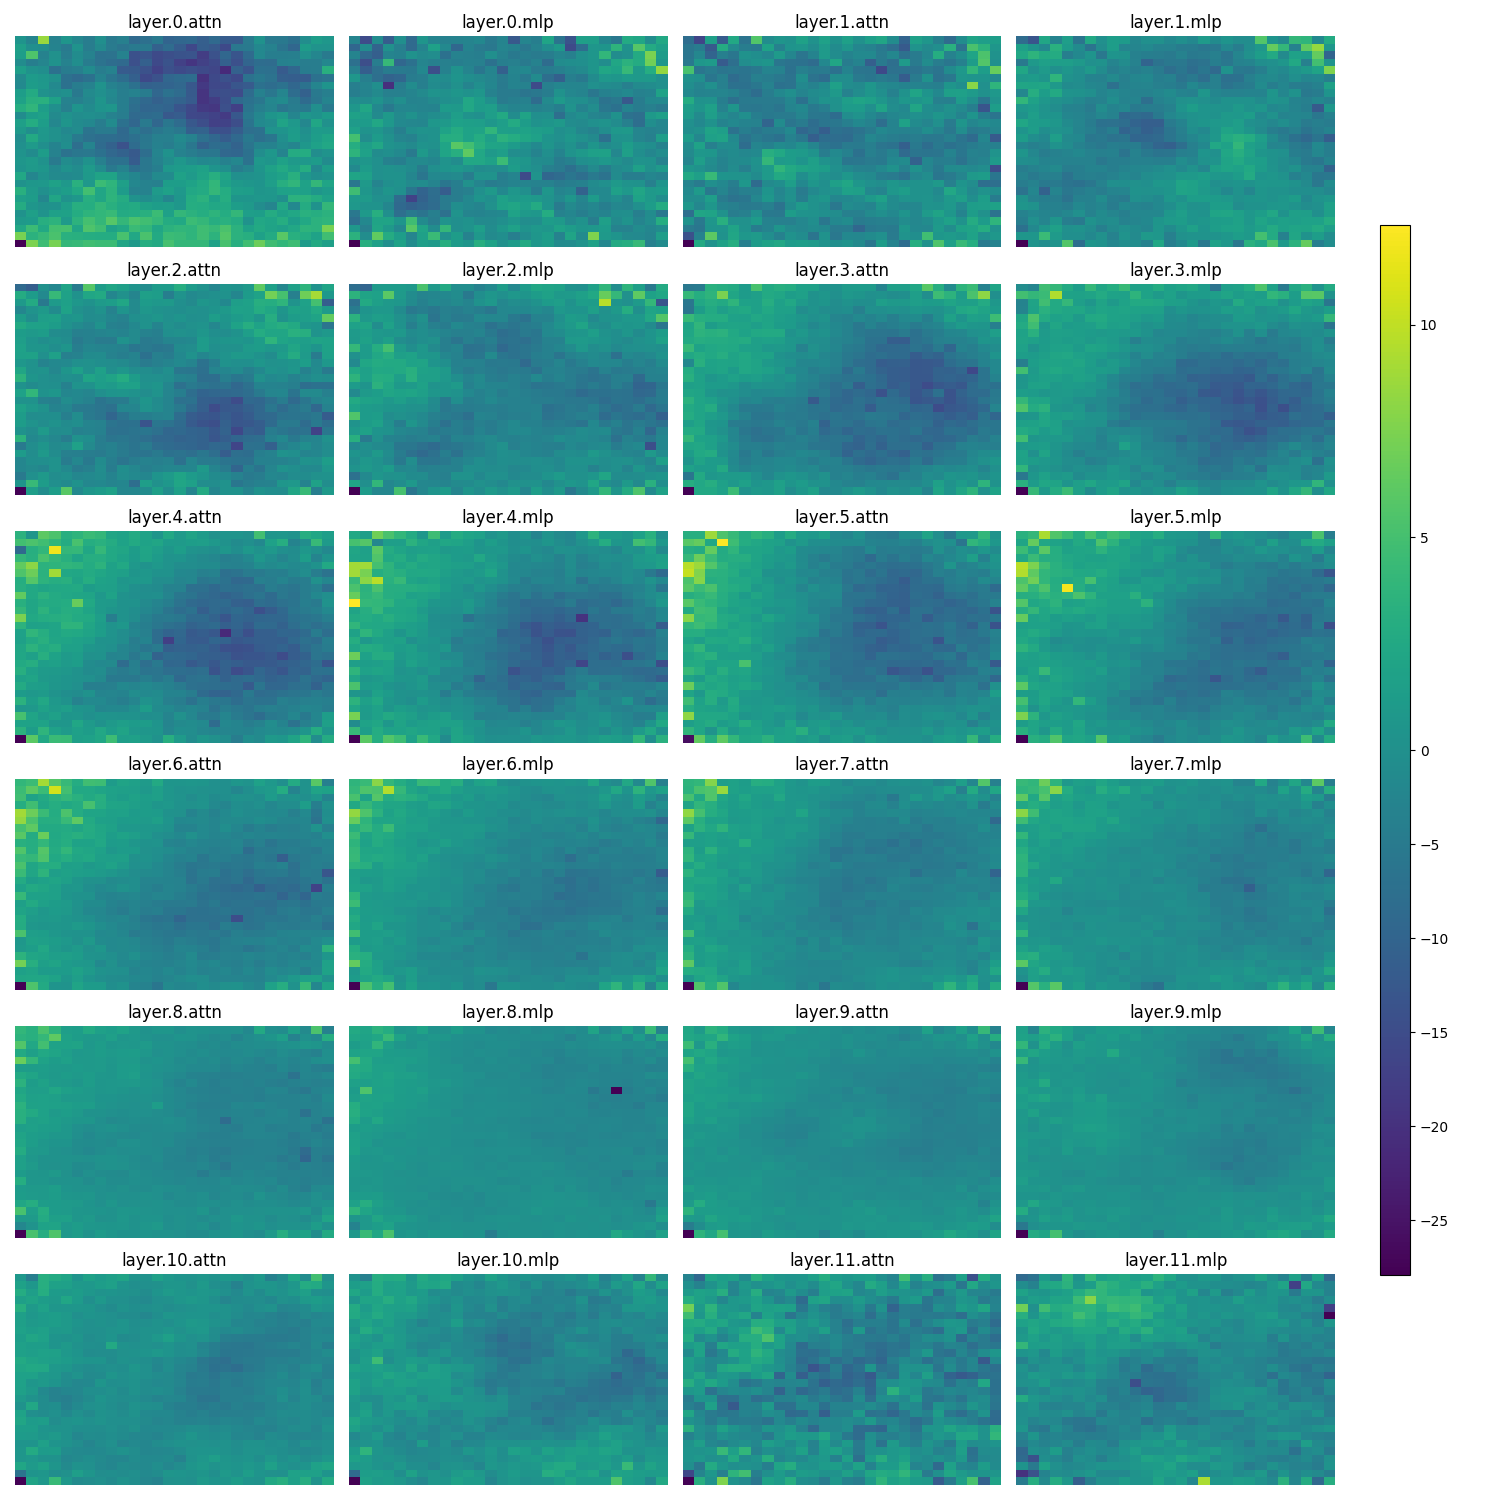 layer.0.attn layer.0.mlp layer.1.attn layer.1.mlp
layer.2.attn layer.2.mlp layer.3.attn layer.3.mlp
layer.4.attn layer.4.mlp layer.5.attn layer.5.mlp
layer.6.attn layer.6.mlp layer.7.attn layer.7.mlp
layer.8.attn layer.8.mlp layer.9.attn layer.9.mlp
layer.10.attn layer.10.mlp layer.11.attn layer.11.mlp
10
5
0
−5
−10
−15
−20
−25